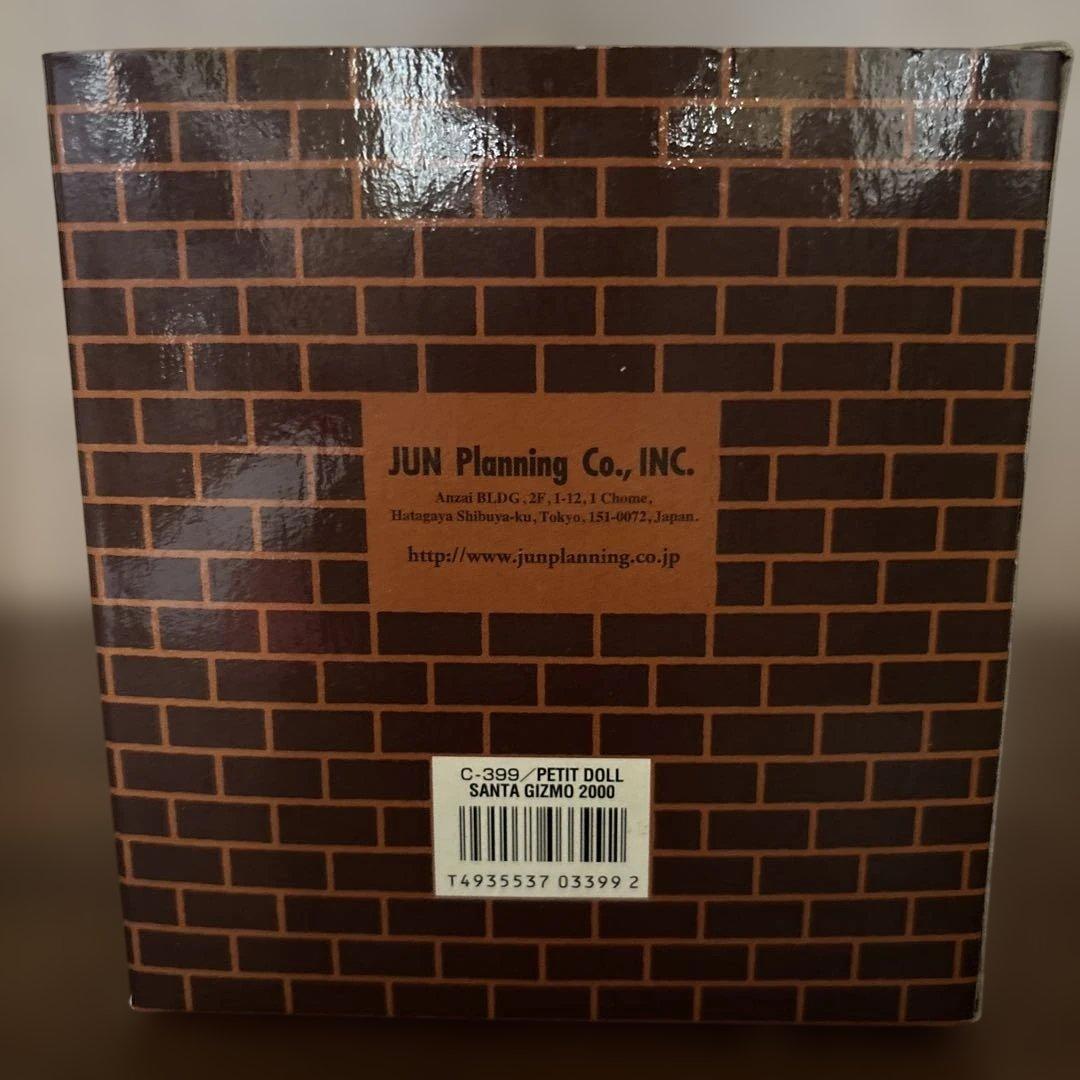 JUN Planning Co., INC.
Anzai BLDG, 2F, 1-12, 1 Chome,
Hatagaya Shibuya-ku, Tokyo, 151-0072, Japan.
http://www.junplanning.co.jp
C-399/PETIT DOLL
SANTA GIZMO 2000
T4935537 03399 2